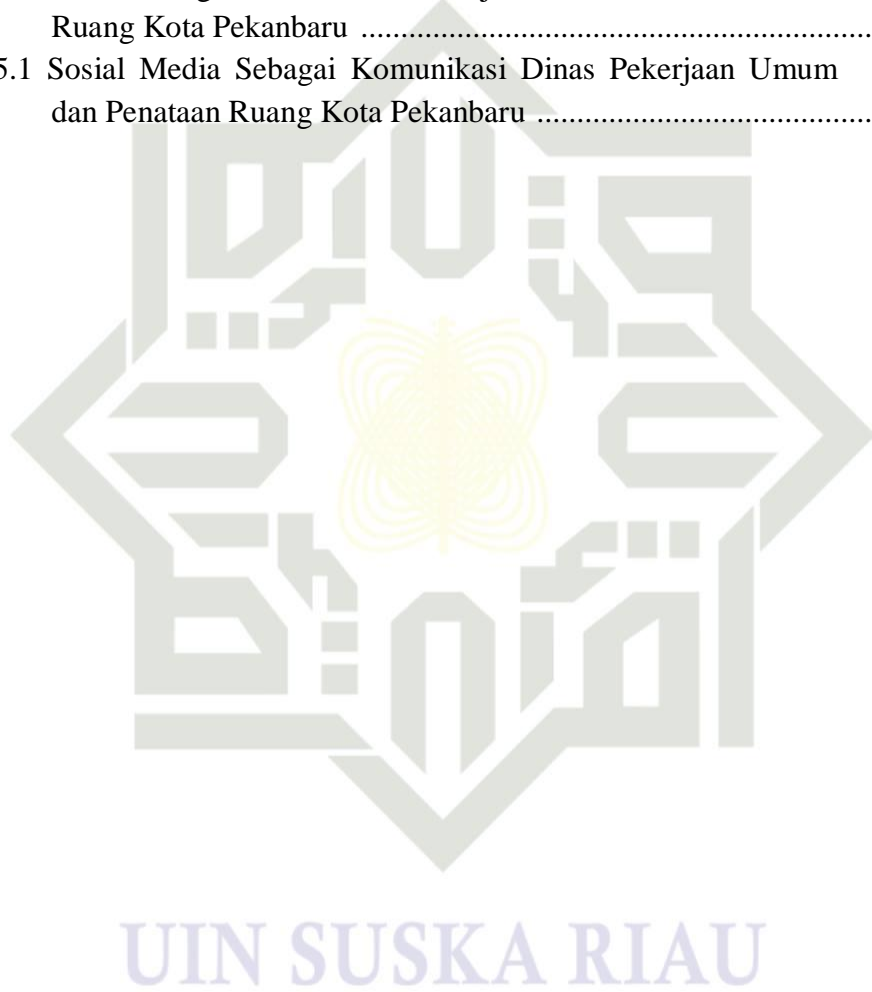 Ruang Kota Pekanbaru ................................................................
5.1 Sosial Media Sebagai Komunikasi Dinas Pekerjaan Umum
dan Penataan Ruang Kota Pekanbaru ..........................................
UIN SUSKA RIAU